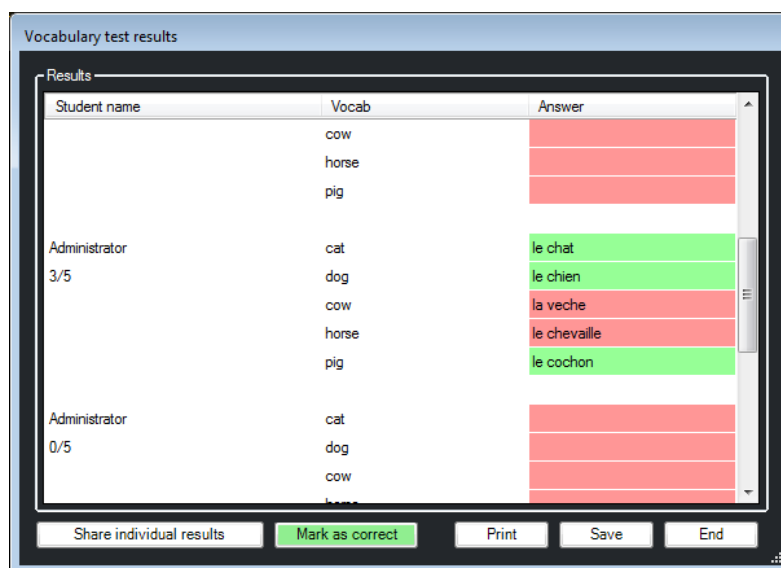 Vocabulary test results
Results
Student name Vocab Answer
cow
horse
pig
Administrator cat le chat
3/5 dog le chien
cow la veche
horse le chevaille
pig le cochon
Administrator cat
0/5 dog
cow
Share individual results Mark as correct Print Save End